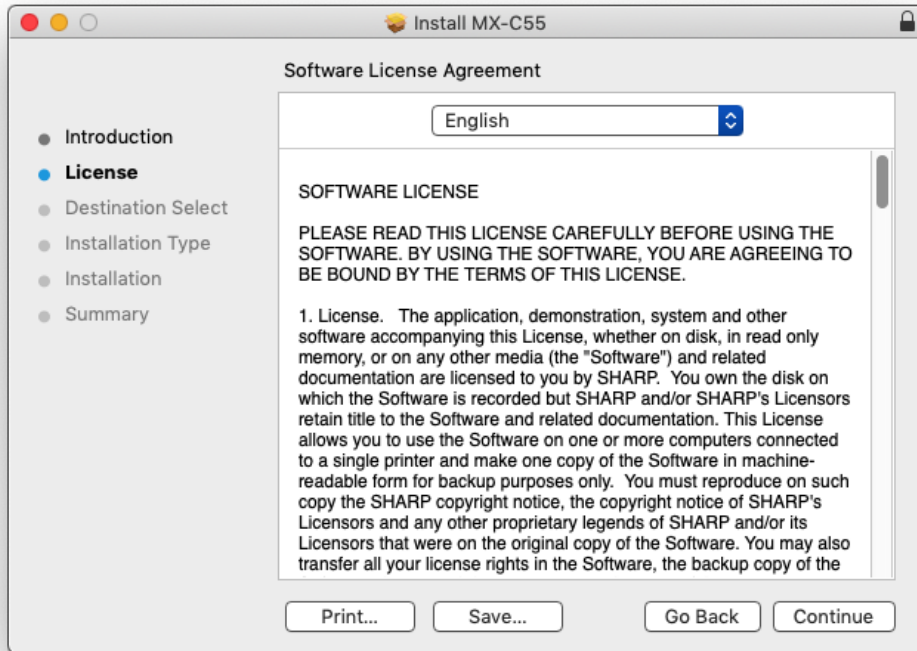 Install MX-C55
Software License Agreement
English
Introduction
License
Destination Select
Installation Type
Installation
Summary
SOFTWARE LICENSE
PLEASE READ THIS LICENSE CAREFULLY BEFORE USING THE
SOFTWARE. BY USING THE SOFTWARE, YOU ARE AGREEING TO
BE BOUND BY THE TERMS OF THIS LICENSE.
1. License.   The application, demonstration, system and other
software accompanying this License, whether on disk, in read only
memory, or on any other media (the "Software") and related
documentation are licensed to you by SHARP.  You own the disk on
which the Software is recorded but SHARP and/or SHARP's Licensors
retain title to the Software and related documentation. This License
allows you to use the Software on one or more computers connected
to a single printer and make one copy of the Software in machine-
readable form for backup purposes only.  You must reproduce on such
copy the SHARP copyright notice, the copyright notice of SHARP's
Licensors and any other proprietary legends of SHARP and/or its
Licensors that were on the original copy of the Software. You may also
transfer all your license rights in the Software, the backup copy of the
Print...
Save...
Go Back
Continue